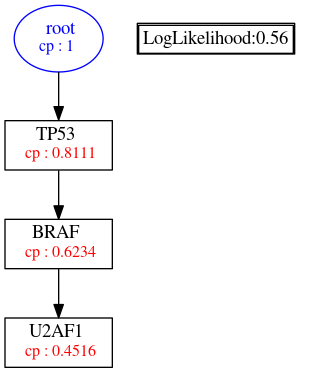 root
cp : 1
LogLikelihood:0.56
TP53
cp : 0.8111
BRAF
cp : 0.6234
U2AF1
cp : 0.4516